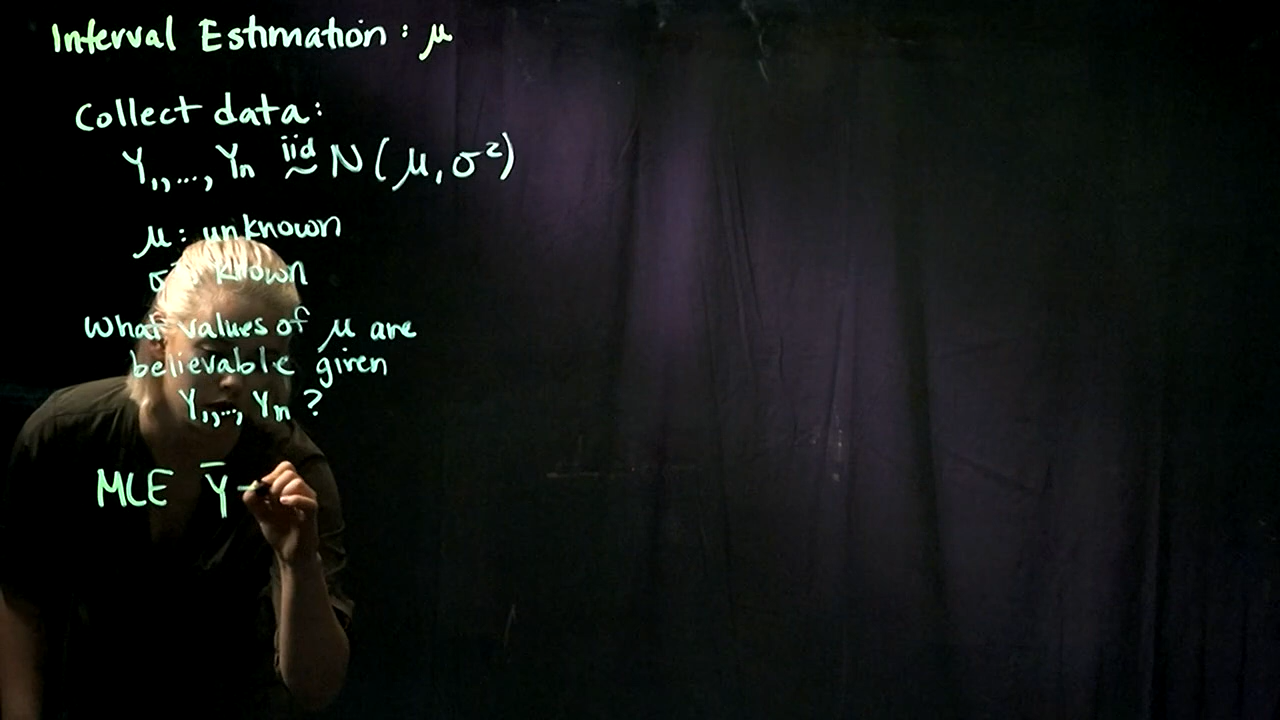 Interval Estimation: μ
Collect data:
Y₁,..., Yₙ iid ~ N(μ, σ²)
μ: unknown
σ²: known
What values of μ are
believable given
Y₁,..., Yₙ ?
MLE Ȳ